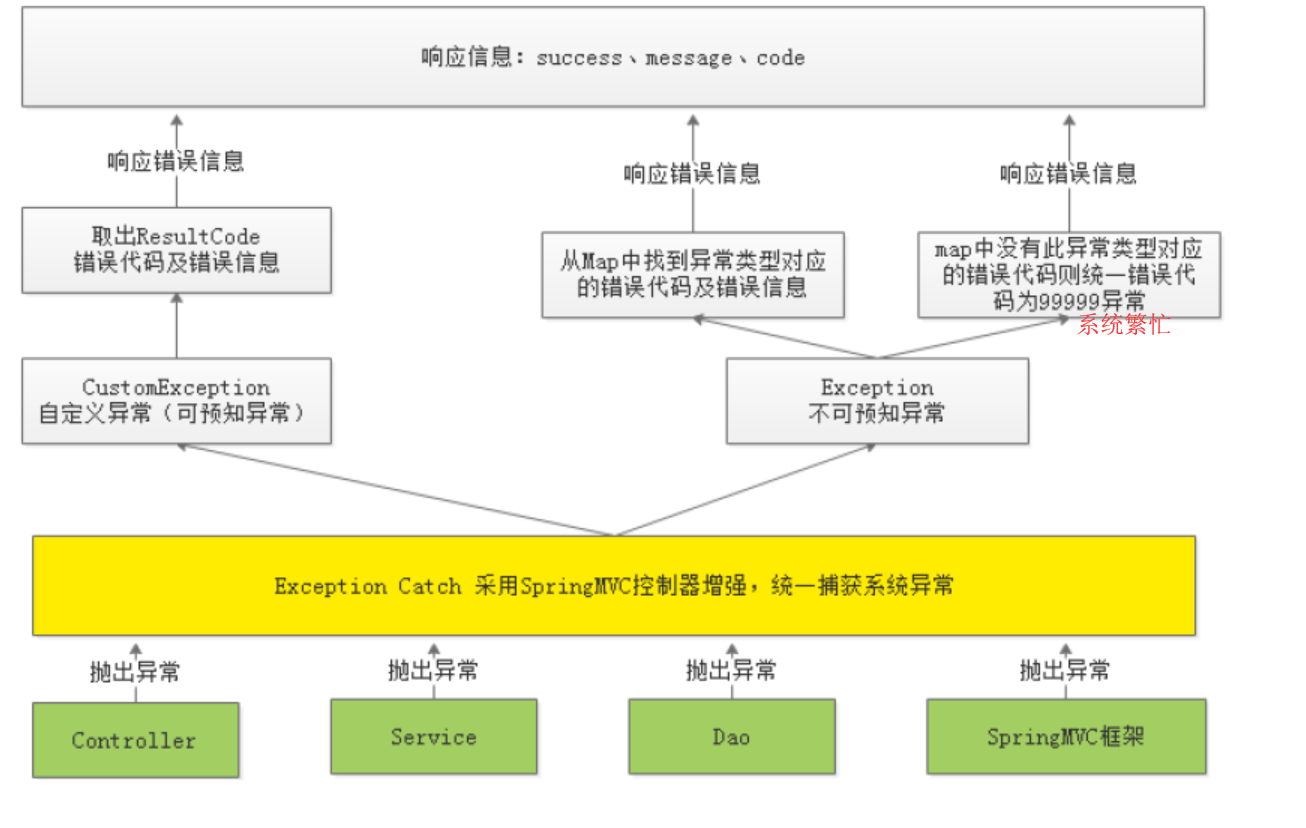 响应信息：success、message、code
响应错误信息
响应错误信息
响应错误信息
取出ResultCode
错误代码及错误信息
从Map中找到异常类型对应
的错误代码及错误信息
map中没有此异常类型对应
的错误代码则统一错误代
码为99999异常
系统繁忙
CustomException
自定义异常（可预知异常）
Exception
不可预知异常
Exception Catch 采用SpringMVC控制器增强，统一捕获系统异常
抛出异常
抛出异常
抛出异常
抛出异常
Controller
Service
Dao
SpringMVC框架